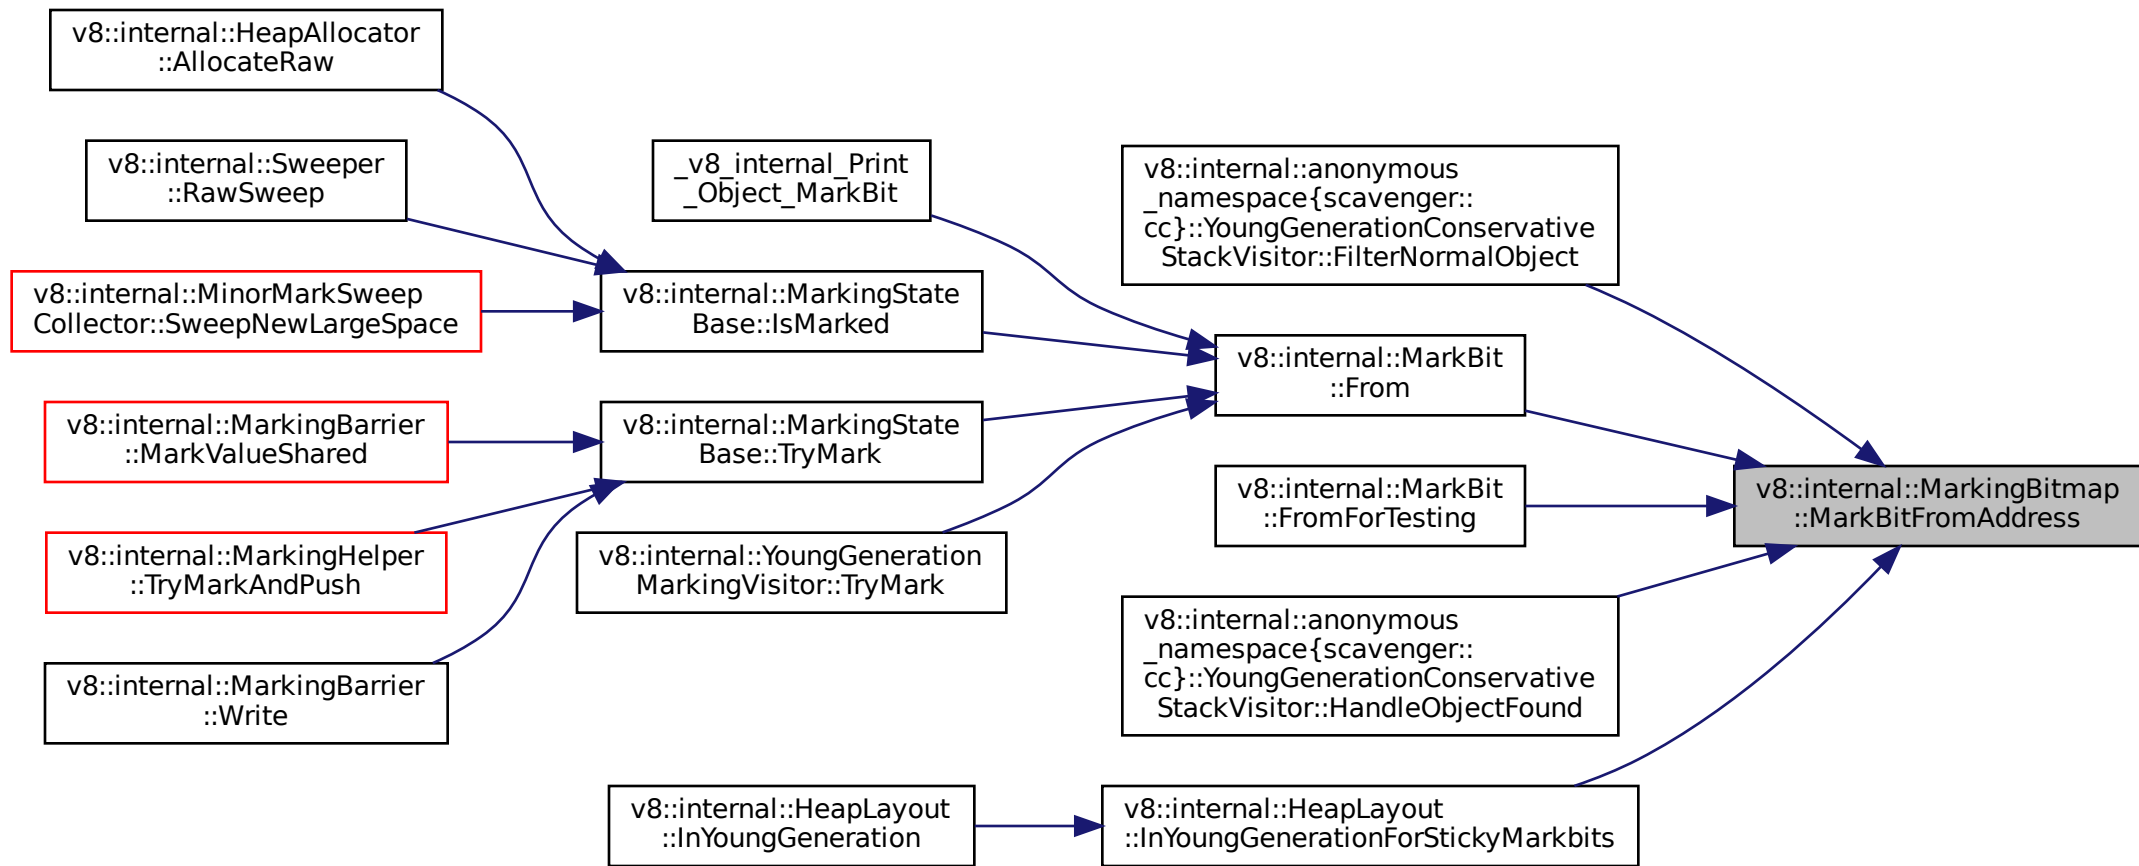 v8::internal::HeapAllocator
::AllocateRaw
v8::internal::Sweeper
::RawSweep
v8::internal::MinorMarkSweep
Collector::SweepNewLargeSpace
v8::internal::MarkingBarrier
::MarkValueShared
v8::internal::MarkingHelper
::TryMarkAndPush
v8::internal::MarkingBarrier
::Write
_v8_internal_Print
_Object_MarkBit
v8::internal::MarkingState
Base::IsMarked
v8::internal::MarkingState
Base::TryMark
v8::internal::YoungGeneration
MarkingVisitor::TryMark
v8::internal::HeapLayout
::InYoungGeneration
v8::internal::anonymous
_namespace{scavenger::
cc}::YoungGenerationConservative
StackVisitor::FilterNormalObject
v8::internal::MarkBit
::From
v8::internal::MarkBit
::FromForTesting
v8::internal::anonymous
_namespace{scavenger::
cc}::YoungGenerationConservative
StackVisitor::HandleObjectFound
v8::internal::HeapLayout
::InYoungGenerationForStickyMarkbits
v8::internal::MarkingBitmap
::MarkBitFromAddress